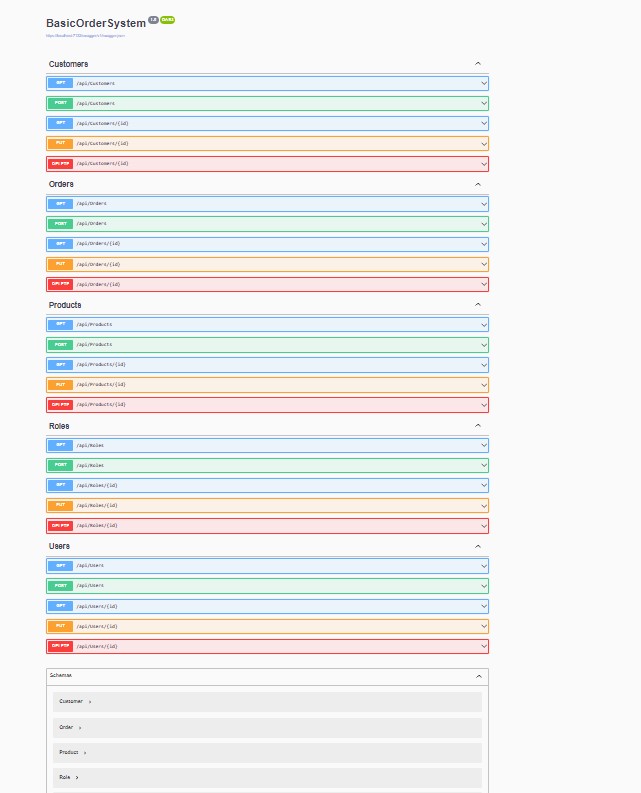 BasicOrderSystem 1.0 OAS3
Customers
GET /api/Customers
POST /api/Customers
GET /api/Customers/{id}
PUT /api/Customers/{id}
DELETE /api/Customers/{id}
Orders
GET /api/Orders
POST /api/Orders
GET /api/Orders/{id}
PUT /api/Orders/{id}
DELETE /api/Orders/{id}
Products
GET /api/Products
POST /api/Products
GET /api/Products/{id}
PUT /api/Products/{id}
DELETE /api/Products/{id}
Roles
GET /api/Roles
POST /api/Roles
GET /api/Roles/{id}
PUT /api/Roles/{id}
DELETE /api/Roles/{id}
Users
GET /api/Users
POST /api/Users
GET /api/Users/{id}
PUT /api/Users/{id}
DELETE /api/Users/{id}
Schemas
Customer >
Order >
Product >
Role >